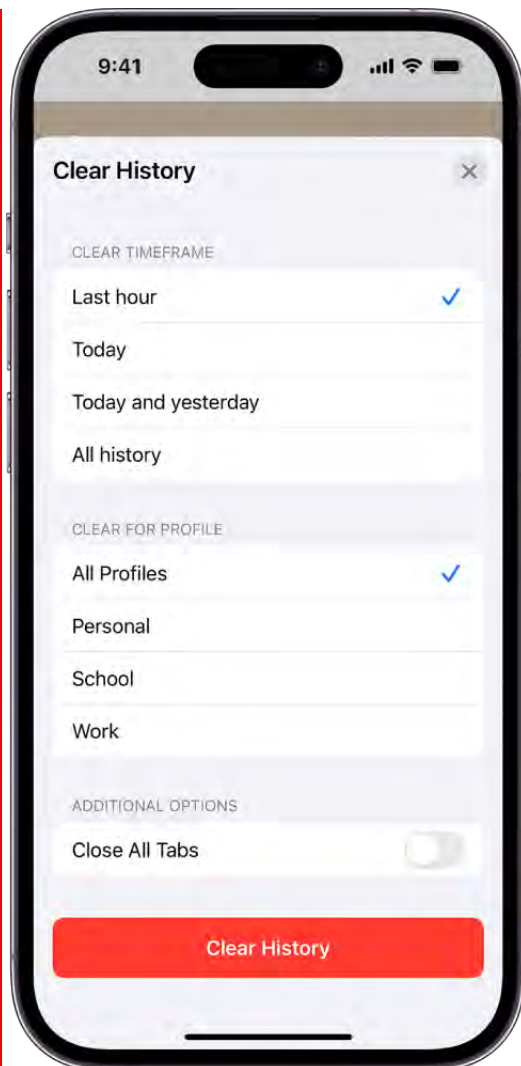 9:41
Clear History
CLEAR TIMEFRAME
Last hour
Today
Today and yesterday
All history
CLEAR FOR PROFILE
All Profiles
Personal
School
Work
ADDITIONAL OPTIONS
Close All Tabs
Clear History